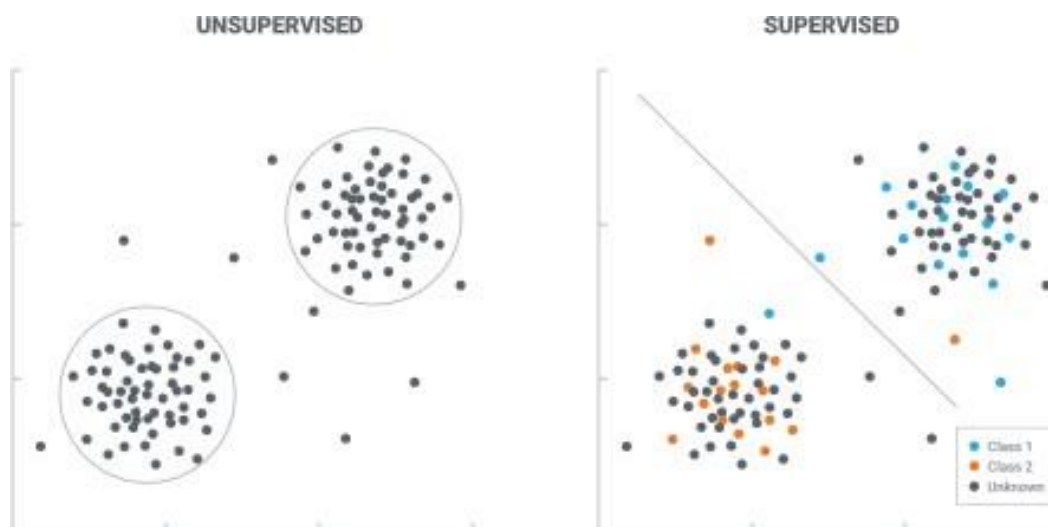 UNSUPERVISED
SUPERVISED
Class 1
Class 2
Unknown